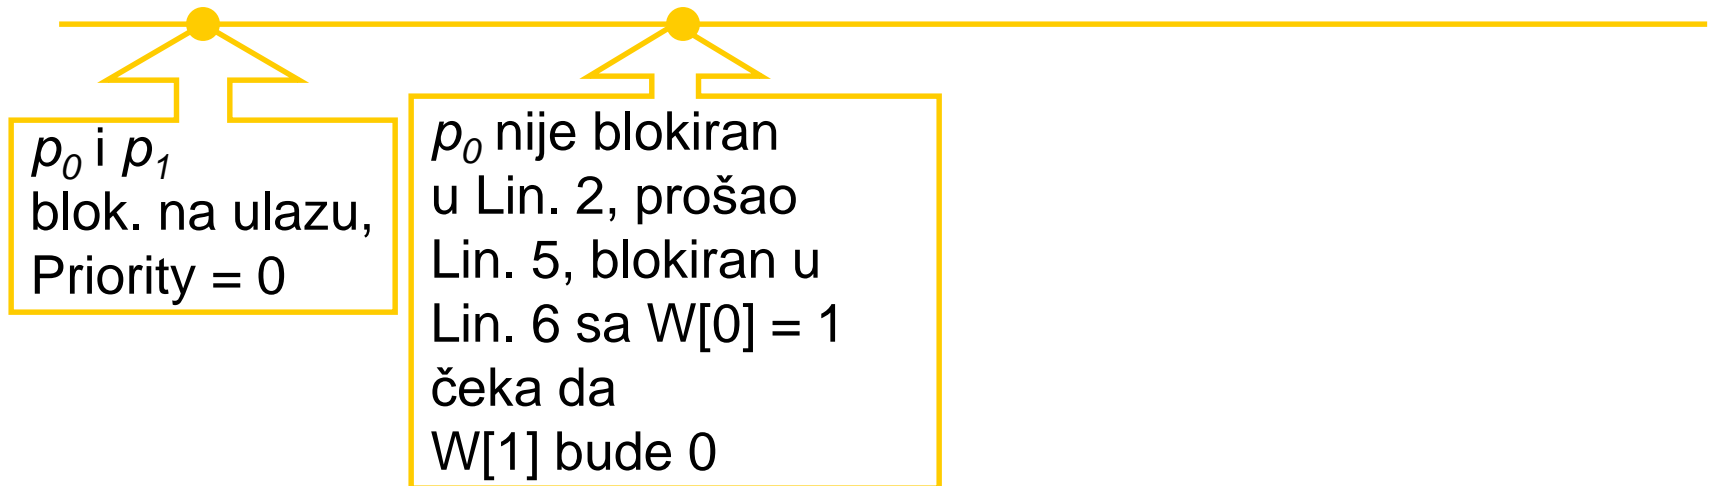 p0 i p1
blok. na ulazu,
Priority = 0
p0 nije blokiran
u Lin. 2, prošao
Lin. 5, blokiran u
Lin. 6 sa W[0] = 1
čeka da
W[1] bude 0